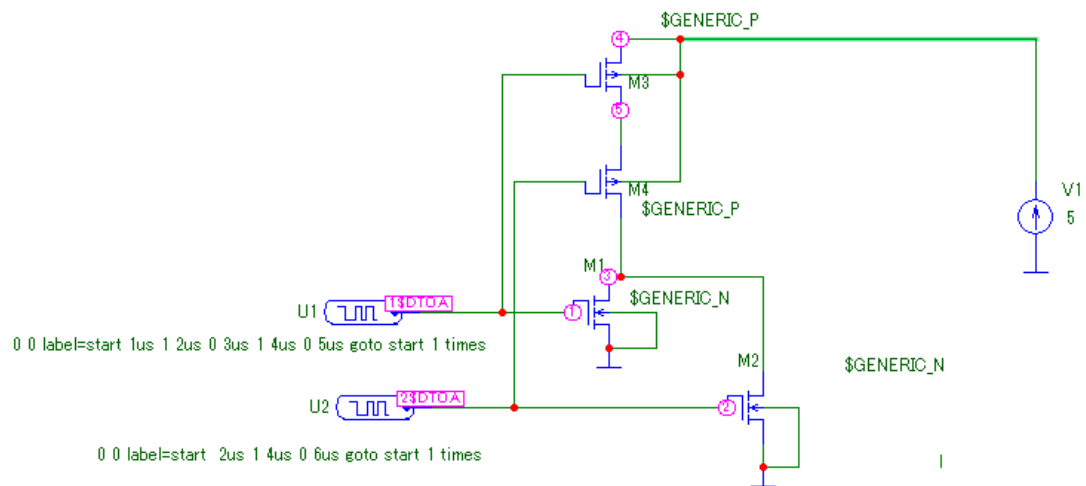 $GENERIC_P
4
M3
5
M4
$GENERIC_P
V1
5
M1
3
$GENERIC_N
U1
1$DTOA
1
0 0 label=start 1us 1 2us 0 3us 1 4us 0 5us goto start 1 times
M2
$GENERIC_N
U2
2$DTOA
2
0 0 label=start  2us 1 4us 0 6us goto start 1 times